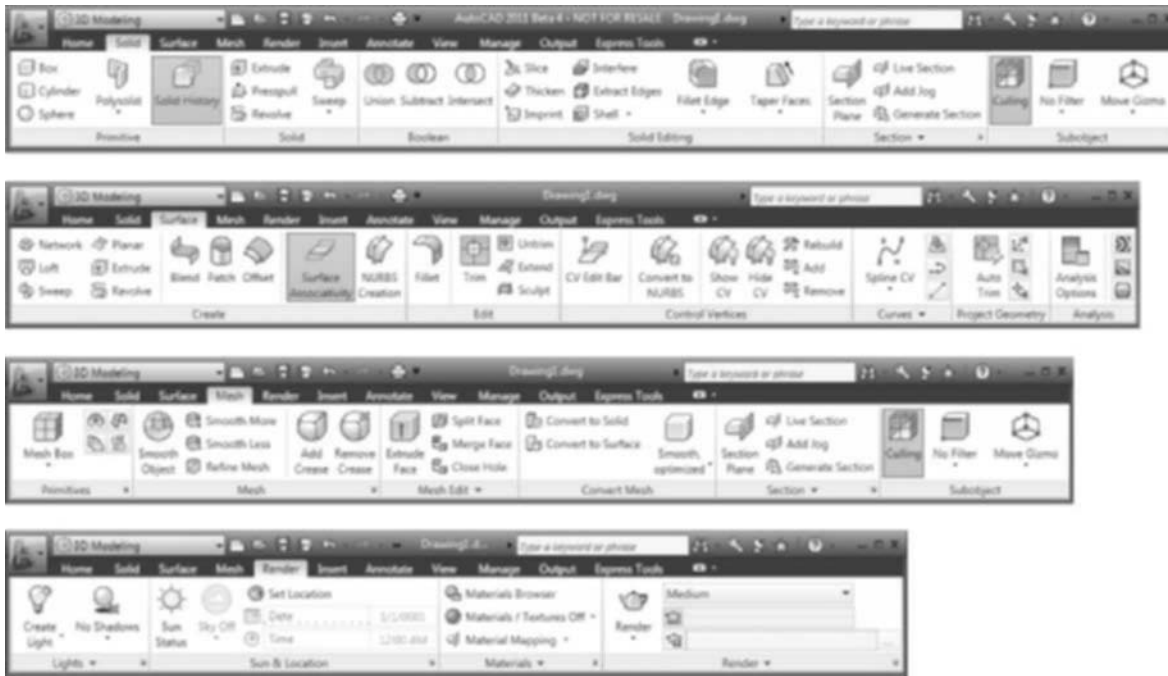 3D Modeling AutoCAD 2011 Beta 4 - NOT FOR RESALE Drawing1.dwg Type a keyword or phrase
Home Solid Surface Mesh Render Insert Annotate View Manage Output Express Tools
Box Extrude Slice Interfere Live Section
Cylinder Polysolid Solid History Presspull Sweep Union Subtract Intersect Thicken Extract Edges Fillet Edge Taper Faces Section Plane Add Jog Culling No Filter Move Gizmo
Sphere Revolve Imprint Shell Generate Section
Primitive Solid Boolean Solid Editing Section Subobject
3D Modeling Drawing1.dwg Type a keyword or phrase
Home Solid Surface Mesh Render Insert Annotate View Manage Output Express Tools
Network Planar Untrim Rebuild
Loft Extrude Blend Patch Offset Surface Associativity NURBS Creation Fillet Trim Extend CV Edit Bar Convert to NURBS Show CV Hide CV Add Spline CV Auto Trim Analysis Options
Sweep Revolve Sculpt Remove
Create Edit Control Vertices Curves Project Geometry Analysis
3D Modeling Drawing1.dwg Type a keyword or phrase
Home Solid Surface Mesh Render Insert Annotate View Manage Output Express Tools
Smooth More Split Face Convert to Solid Live Section
Mesh Box Smooth Object Smooth Less Add Crease Remove Crease Extrude Face Merge Face Convert to Surface Smooth, optimized Section Plane Add Jog Culling No Filter Move Gizmo
Refine Mesh Close Hole Generate Section
Primitives Mesh Mesh Edit Convert Mesh Section Subobject
3D Modeling Drawing1.d... Type a keyword or phrase
Home Solid Surface Mesh Render Insert Annotate View Manage Output Express Tools
Set Location Materials Browser Medium
Create Light No Shadows Sun Status Sky Off Date 1/1/0001 Materials / Textures Off Render
Time 12:00 AM Material Mapping
Lights Sun & Location Materials Render